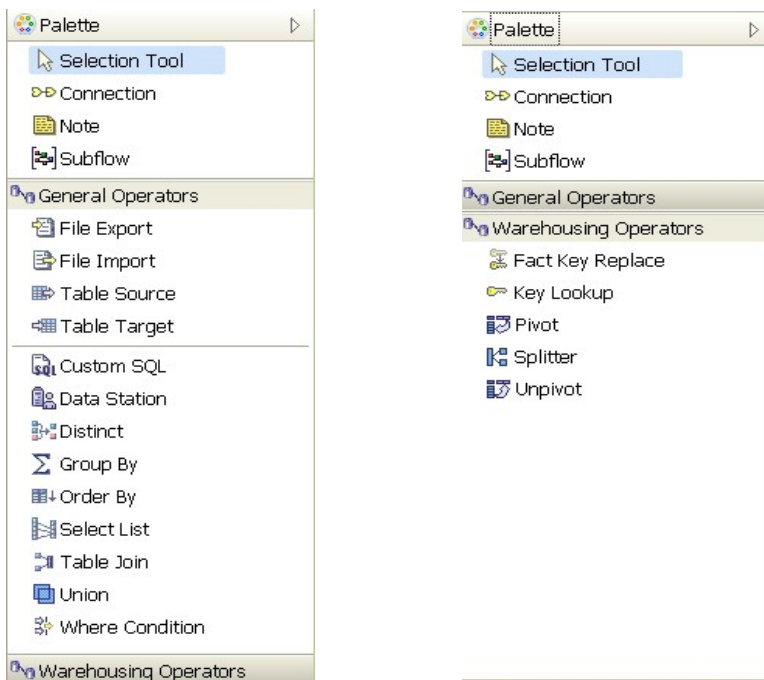 Palette
Selection Tool
Connection
Note
Subflow
General Operators
File Export
File Import
Table Source
Table Target
SQL Custom SQL
Data Station
Distinct
Group By
Order By
Select List
Table Join
Union
Where Condition
Warehousing Operators
Palette
Selection Tool
Connection
Note
Subflow
General Operators
Warehousing Operators
Fact Key Replace
Key Lookup
Pivot
Splitter
Unpivot